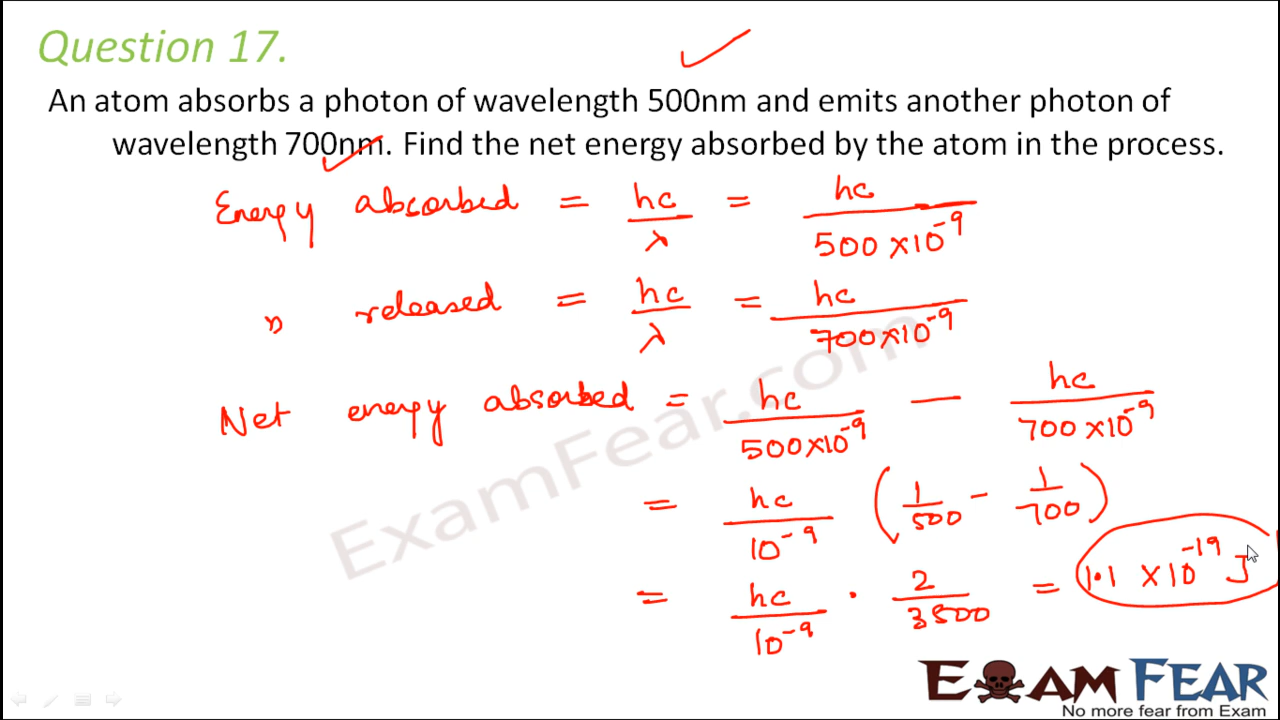 Question 17.
An atom absorbs a photon of wavelength 500nm and emits another photon of
wavelength 700nm. Find the net energy absorbed by the atom in the process.
Energy absorbed = hc/λ = hc/500×10⁻⁹
" released = hc/λ = hc/700×10⁻⁹
Net energy absorbed = hc/500×10⁻⁹ — hc/700×10⁻⁹
= hc/10⁻⁹ (1/500 - 1/700)
= hc/10⁻⁹ · 2/3500 = 1.1 ×10⁻¹⁹ J
ExamFear.com
EXAM FEAR
No more fear from Exam